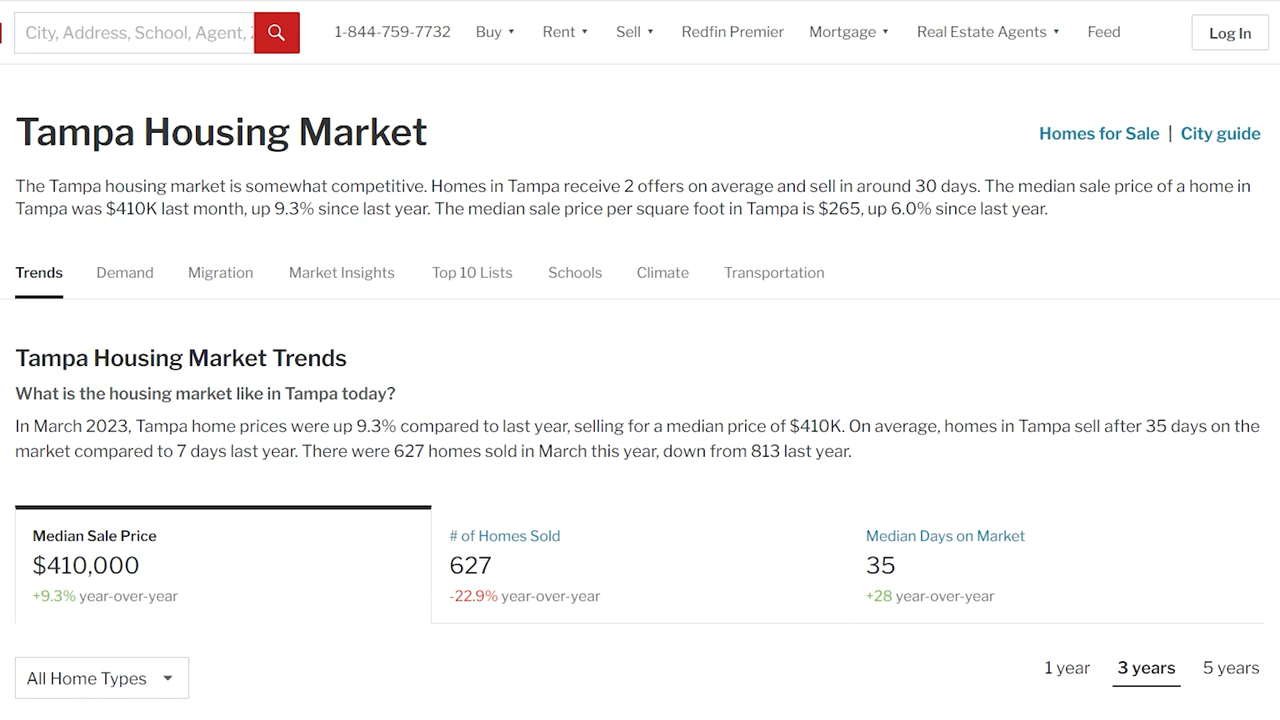 City, Address, School, Agent,
1-844-759-7732 Buy Rent Sell Redfin Premier Mortgage Real Estate Agents Feed Log In
Tampa Housing Market
Homes for Sale | City guide
The Tampa housing market is somewhat competitive. Homes in Tampa receive 2 offers on average and sell in around 30 days. The median sale price of a home in
Tampa was $410K last month, up 9.3% since last year. The median sale price per square foot in Tampa is $265, up 6.0% since last year.
Trends Demand Migration Market Insights Top 10 Lists Schools Climate Transportation
Tampa Housing Market Trends
What is the housing market like in Tampa today?
In March 2023, Tampa home prices were up 9.3% compared to last year, selling for a median price of $410K. On average, homes in Tampa sell after 35 days on the
market compared to 7 days last year. There were 627 homes sold in March this year, down from 813 last year.
Median Sale Price
$410,000
+9.3% year-over-year
# of Homes Sold
627
-22.9% year-over-year
Median Days on Market
35
+28 year-over-year
All Home Types
1 year 3 years 5 years